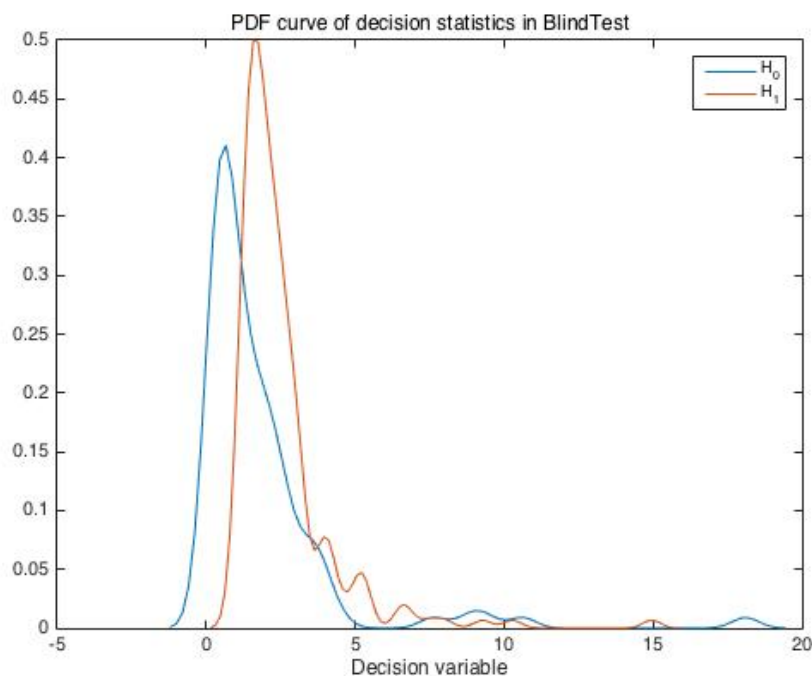 PDF curve of decision statistics in BlindTest
0.5
H0
H1
0.45
0.4
0.35
0.3
0.25
0.2
0.15
0.1
0.05
0
-5 0 5 10 15 20
Decision variable